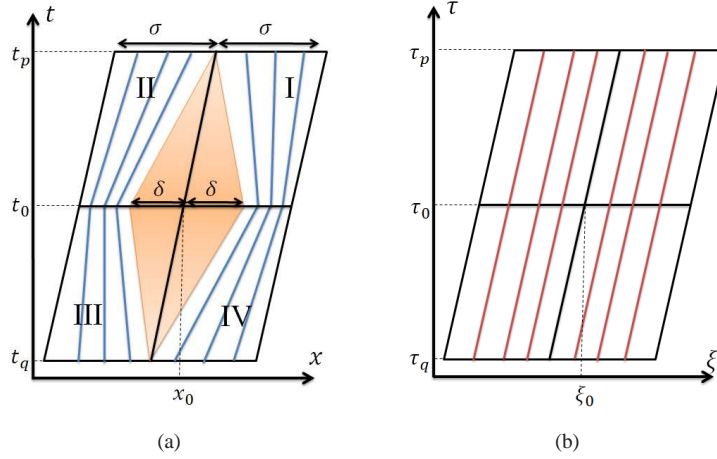 t
σ
σ
t_p
II
I
δ
δ
t_0
III
IV
t_q
x
x_0
(a)
τ
τ_p
τ_0
τ_q
ξ
ξ_0
(b)